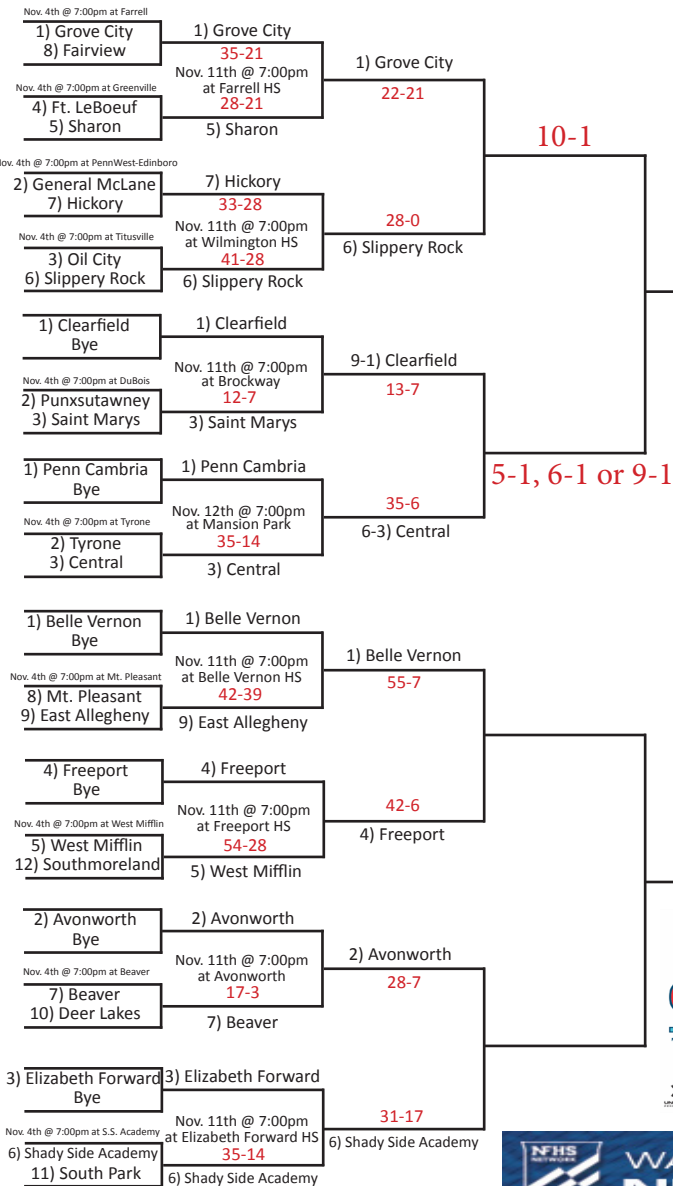 Nov. 4th @ 7:00pm at Farrell
1) Grove City
8) Fairview
Nov. 4th @ 7:00pm at Greenville
4) Ft. LeBoeuf
5) Sharon
Nov. 4th @ 7:00pm at PennWest-Edinboro
2) General McLane
7) Hickory
Nov. 4th @ 7:00pm at Titusville
3) Oil City
6) Slippery Rock
1) Clearfield
Bye
Nov. 4th @ 7:00pm at DuBois
2) Punxsutawney
3) Saint Marys
1) Penn Cambria
Bye
Nov. 4th @ 7:00pm at Tyrone
2) Tyrone
3) Central
1) Belle Vernon
Bye
Nov. 4th @ 7:00pm at Mt. Pleasant
8) Mt. Pleasant
9) East Allegheny
4) Freeport
Bye
Nov. 4th @ 7:00pm at West Mifflin
5) West Mifflin
12) Southmoreland
2) Avonworth
Bye
Nov. 4th @ 7:00pm at Beaver
7) Beaver
10) Deer Lakes
3) Elizabeth Forward
Bye
Nov. 4th @ 7:00pm at S.S. Academy
6) Shady Side Academy
11) South Park
1) Grove City
35-21
Nov. 11th @ 7:00pm
at Farrell HS
28-21
5) Sharon
7) Hickory
33-28
Nov. 11th @ 7:00pm
at Wilmington HS
41-28
6) Slippery Rock
1) Clearfield
Nov. 11th @ 7:00pm
at Brockway
12-7
3) Saint Marys
1) Penn Cambria
Nov. 12th @ 7:00pm
at Mansion Park
35-14
3) Central
1) Belle Vernon
Nov. 11th @ 7:00pm
at Belle Vernon HS
42-39
9) East Allegheny
4) Freeport
Nov. 11th @ 7:00pm
at Freeport HS
54-28
5) West Mifflin
2) Avonworth
Nov. 11th @ 7:00pm
at Avonworth
17-3
7) Beaver
3) Elizabeth Forward
Nov. 11th @ 7:00pm
at Elizabeth Forward HS
35-14
6) Shady Side Academy
1) Grove City
22-21
28-0
6) Slippery Rock
9-1) Clearfield
13-7
35-6
6-3) Central
1) Belle Vernon
55-7
42-6
4) Freeport
2) Avonworth
28-7
31-17
6) Shady Side Academy
10-1
5-1, 6-1 or 9-1
NFHS
NETWORK